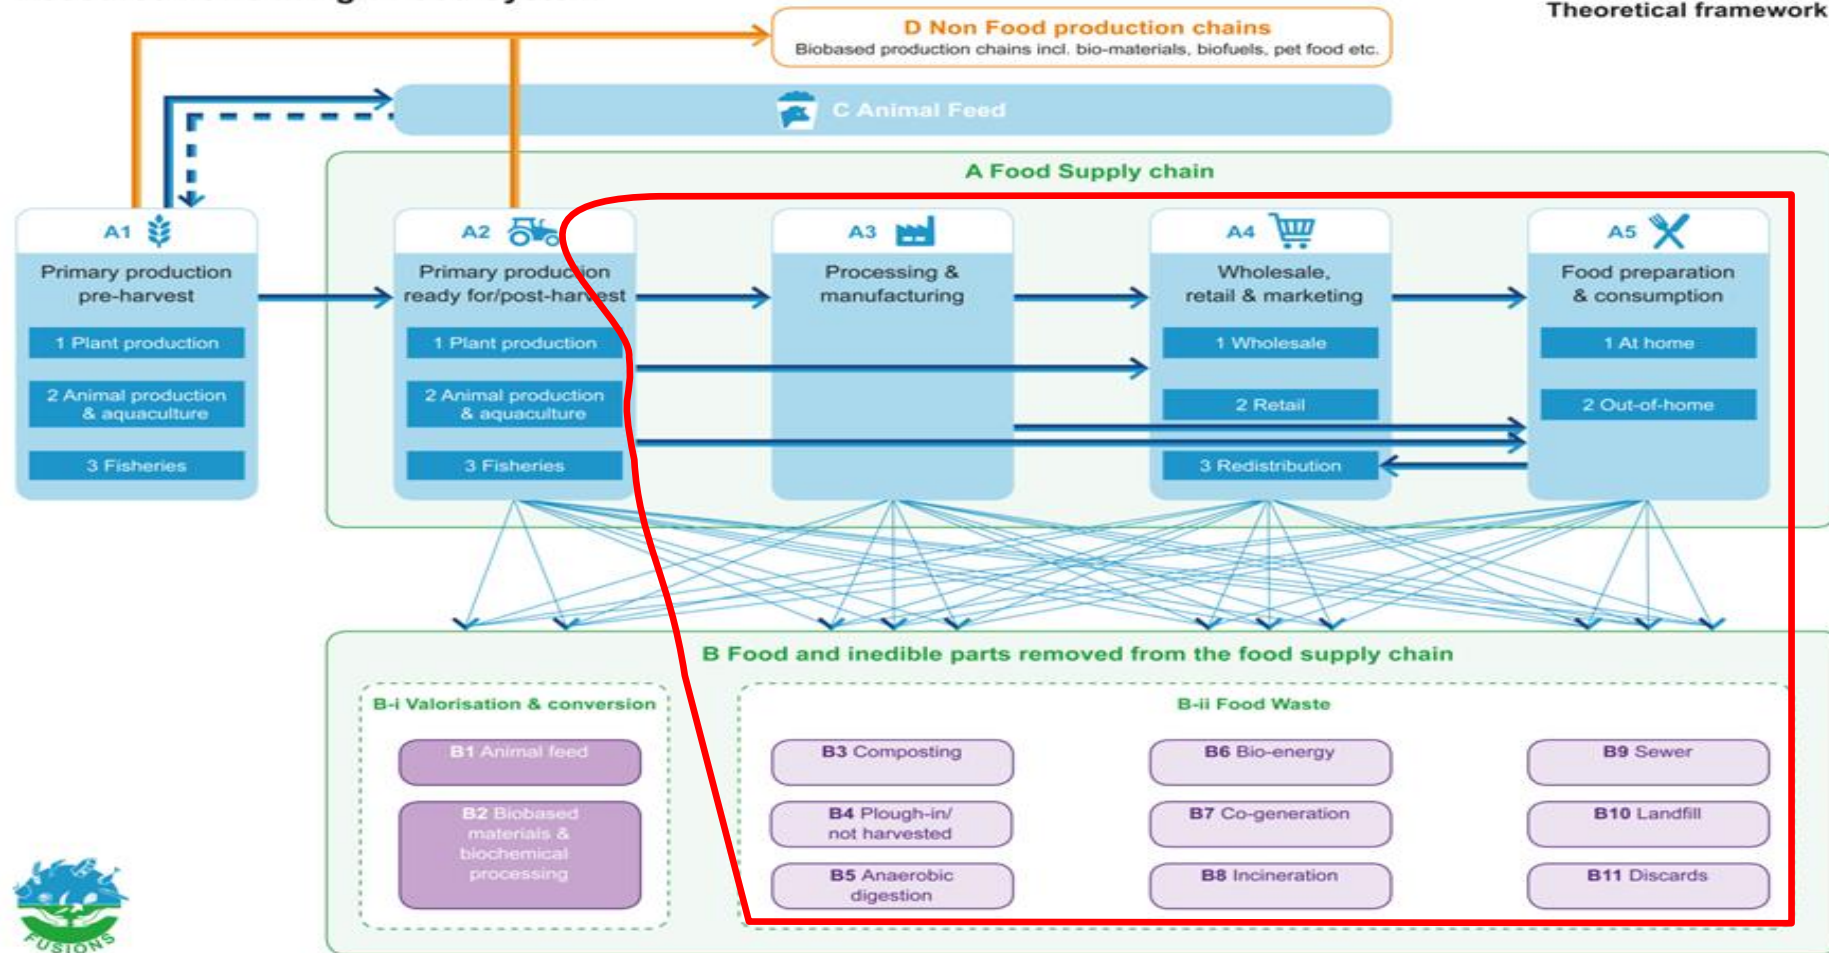 Theoretical framework
D Non Food production chains
Biobased production chains incl. bio-materials, biofuels, pet food etc.
C Animal Feed
A Food Supply chain
A1
Primary production
pre-harvest
1 Plant production
2 Animal production
& aquaculture
3 Fisheries
A2
Primary production
ready for/post-harvest
1 Plant production
2 Animal production
& aquaculture
3 Fisheries
A3
Processing &
manufacturing
A4
Wholesale,
retail & marketing
1 Wholesale
2 Retail
3 Redistribution
A5
Food preparation
& consumption
1 At home
2 Out-of-home
B Food and inedible parts removed from the food supply chain
B-i Valorisation & conversion
B1 Animal feed
B2 Biobased
materials &
biochemical
processing
B-ii Food Waste
B3 Composting
B4 Plough-in/
not harvested
B5 Anaerobic
digestion
B6 Bio-energy
B7 Co-generation
B8 Incineration
B9 Sewer
B10 Landfill
B11 Discards
FUSIONS